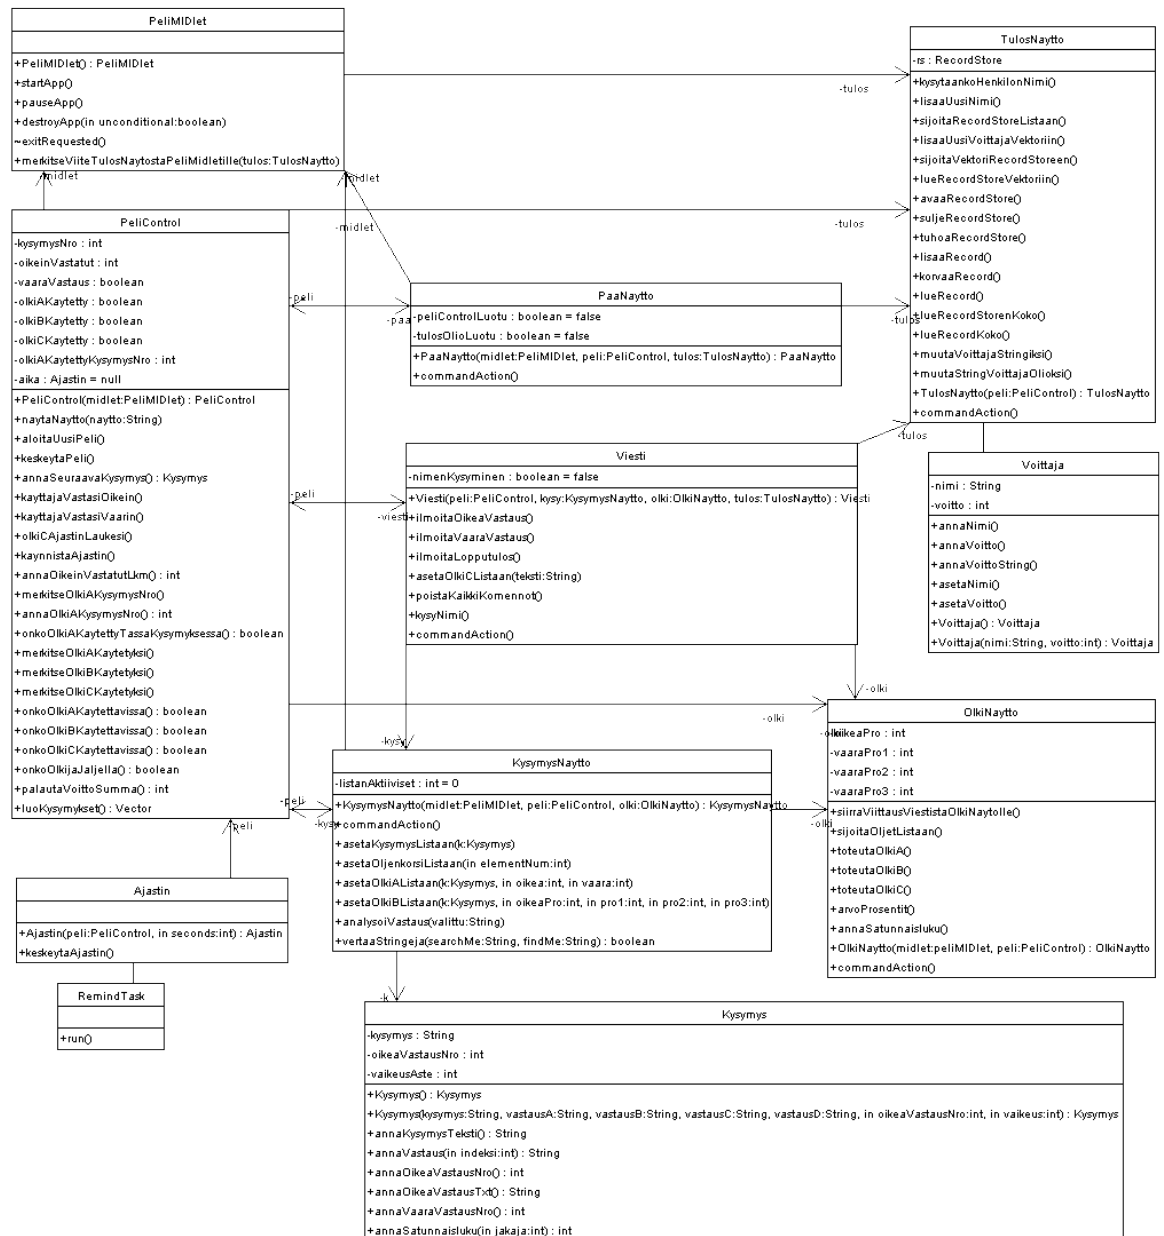 PeliMIDlet
+PeliMIDlet() : PeliMIDlet
+startApp()
+pauseApp()
+destroyApp(in unconditional:boolean)
~exitRequested()
+merkitseViiteTulosNaytostaPeliMidletille(tulos:TulosNaytto)
-midlet
midlet
-midlet
-tulos
-tulos
TulosNaytto
-rs : RecordStore
+kysytaankoHenkilonNimi()
+lisaaUusiNimi()
+sijoitaRecordStoreListaan()
+lisaaUusiVoittajaVektoriin()
+sijoitaVektoriRecordStoreen()
+lueRecordStoreVektoriin()
+avaaRecordStore()
+suljeRecordStore()
+tuhoaRecordStore()
+lisaaRecord()
+korvaaRecord()
+lueRecord()
+lueRecordStorenKoko()
+lueRecordKoko()
+muutaVoittajaStringiksi()
+muutaStringVoittajaOlioksi()
+TulosNaytto(peli:PeliControl) : TulosNaytto
+commandAction()
PeliControl
-kysymysNro : int
-oikeinVastatut : int
-vaaraVastaus : boolean
-olkiAKaytetty : boolean
-olkiBKaytetty : boolean
-olkiCKaytetty : boolean
-olkiAKaytettyKysymysNro : int
-aika : Ajastin = null
+PeliControl(midlet:PeliMIDlet) : PeliControl
+naytaNaytto(naytto:String)
+aloitaUusiPeli()
+keskeytaPeli()
+annaSeuraavaKysymys() : Kysymys
+kayttajaVastasiOikein()
+kayttajaVastasiVaarin()
+olkiCAjastinLaukesi()
+kaynnistaAjastin()
+annaOikeinVastatutLkm() : int
+merkitseOlkiAKysymysNro()
+annaOlkiAKysymysNro() : int
+onkoOlkiAKaytettyTassaKysymyksessa() : boolean
+merkitseOlkiAKaytetyksi()
+merkitseOlkiBKaytetyksi()
+merkitseOlkiCKaytetyksi()
+onkoOlkiAKaytettavissa() : boolean
+onkoOlkiBKaytettavissa() : boolean
+onkoOlkiCKaytettavissa() : boolean
+onkoOlkijaJaljella() : boolean
+palautaVoittoSumma() : int
+luoKysymykset() : Vector
-peli
-paa
PaaNaytto
-peliControlLuotu : boolean = false
-tulosOlioLuotu : boolean = false
+PaaNaytto(midlet:PeliMIDlet, peli:PeliControl, tulos:TulosNaytto) : PaaNaytto
+commandAction()
-tulos
-peli
-viesti
Viesti
-nimenKysyminen : boolean = false
+Viesti(peli:PeliControl, kysy:KysymysNaytto, olki:OlkiNaytto, tulos:TulosNaytto) : Viesti
+ilmoitaOikeaVastaus()
+ilmoitaVaaraVastaus()
+ilmoitaLopputulos()
+asetaOlkiCListaan(teksti:String)
+poistaKaikkiKomennot()
+kysyNimi()
+commandAction()
-tulos
Voittaja
-nimi : String
-voitto : int
+annaNimi()
+annaVoitto()
+annaVoittoString()
+asetaNimi()
+asetaVoitto()
+Voittaja() : Voittaja
+Voittaja(nimi:String, voitto:int) : Voittaja
-olki
-olki
-kysy
OlkiNaytto
-oikeaPro : int
-vaaraPro1 : int
-vaaraPro2 : int
-vaaraPro3 : int
+siirraViittausViestistaOlkiNaytolle()
+sijoitaOljetListaan()
+toteutaOlkiA()
+toteutaOlkiB()
+toteutaOlkiC()
+arvoProsentit()
+annaSatunnaisluku()
+OlkiNaytto(midlet:peliMIDlet, peli:PeliControl) : OlkiNaytto
+commandAction()
KysymysNaytto
-listanAktiiviset : int = 0
+KysymysNaytto(midlet:PeliMIDlet, peli:PeliControl, olki:OlkiNaytto) : KysymysNaytto
+commandAction()
+asetaKysymysListaan(k:Kysymys)
+asetaOljenkorsiListaan(in elementNum:int)
+asetaOlkiAListaan(k:Kysymys, in oikea:int, in vaara:int)
+asetaOlkiBListaan(k:Kysymys, in oikeaPro:int, in pro1:int, in pro2:int, in pro3:int)
+analysoiVastaus(valittu:String)
+vertaaStringeja(searchMe:String, findMe:String) : boolean
-peli
-kysy
-olki
-peli
Ajastin
+Ajastin(peli:PeliControl, in seconds:int) : Ajastin
+keskeytaAjastin()
RemindTask
+run()
-k
Kysymys
-kysymys : String
-oikeaVastausNro : int
-vaikeusAste : int
+Kysymys() : Kysymys
+Kysymys(kysymys:String, vastausA:String, vastausB:String, vastausC:String, vastausD:String, in oikeaVastausNro:int, in vaikeus:int) : Kysymys
+annaKysymysTeksti() : String
+annaVastaus(in indeksi:int) : String
+annaOikeaVastausNro() : int
+annaOikeaVastausTxt() : String
+annaVaaraVastausNro() : int
+annaSatunnaisluku(in jakaja:int) : int